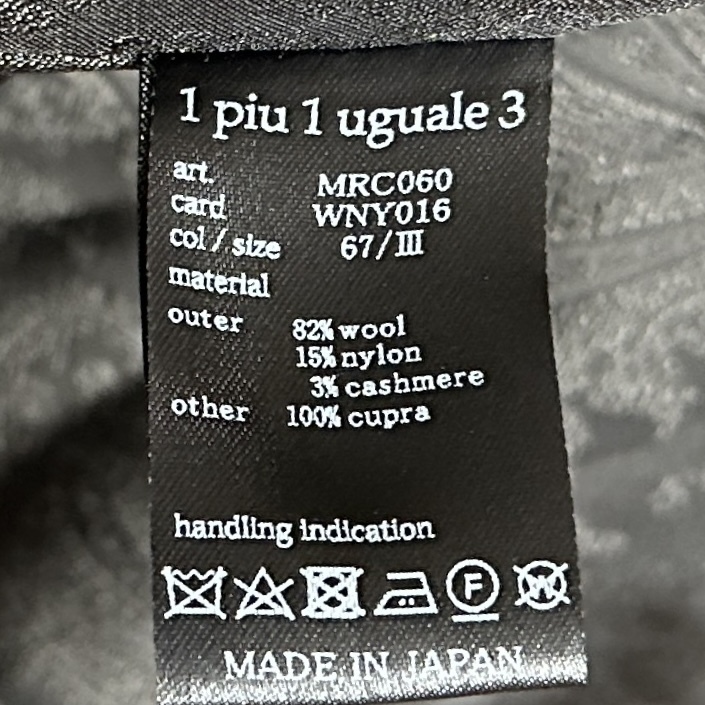 1 piu 1 uguale 3
art. MRC060
card WNY016
col / size 67/III
material
outer 82% wool
15% nylon
3% cashmere
other 100% cupra
handling indication
F W
MADE IN JAPAN